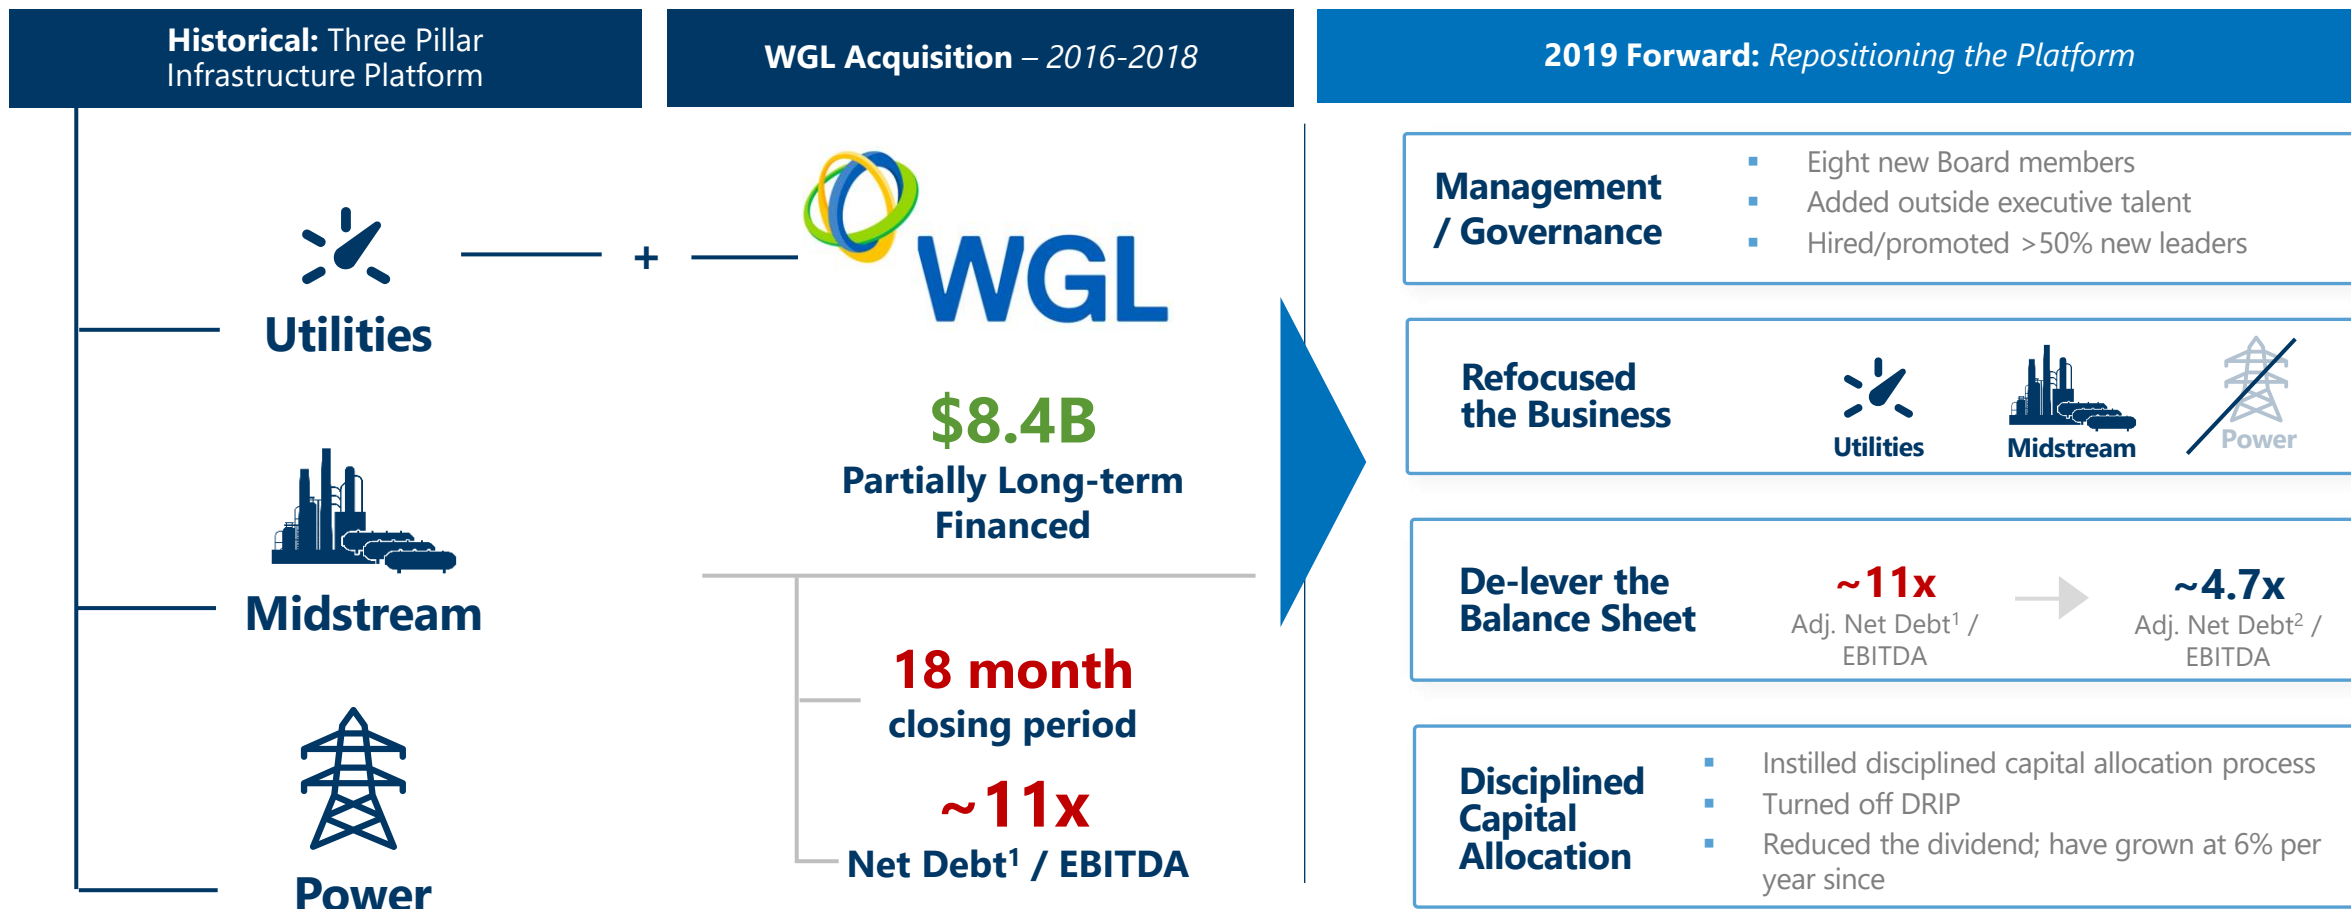 Historical: Three Pillar
Infrastructure Platform
Utilities
Midstream
Power
+
WGL Acquisition – 2016-2018
WGL
$8.4B
Partially Long-term
Financed
18 month
closing period
~11x
Net Debt¹ / EBITDA
2019 Forward: Repositioning the Platform
Management
/ Governance
▪ Eight new Board members
▪ Added outside executive talent
▪ Hired/promoted >50% new leaders
Refocused
the Business
Utilities
Midstream
Power
De-lever the
Balance Sheet
~11x
Adj. Net Debt¹ /
EBITDA
~4.7x
Adj. Net Debt² /
EBITDA
Disciplined
Capital
Allocation
▪ Instilled disciplined capital allocation process
▪ Turned off DRIP
▪ Reduced the dividend; have grown at 6% per
year since